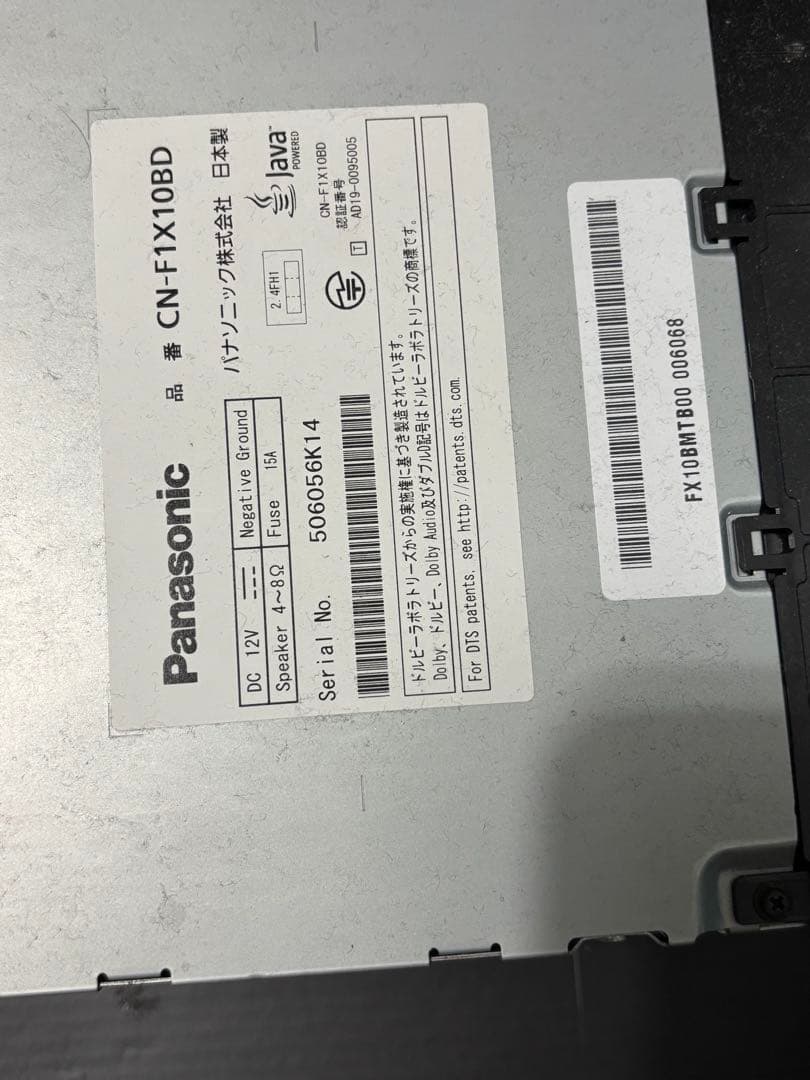 Panasonic 品 番 CN-F1X10BD
パナソニック株式会社 日本製
DC 12V Negative Ground
Speaker 4~8Ω Fuse 15A
2.4FH1
Java™
POWERED
Serial No. 506056K14
T
CN-F1X10BD
認証番号
AD19-0095005
ドルビーラボラトリーズからの実施権に基づき製造されています。
Dolby、ドルビー、Dolby Audio及びダブルD記号はドルビーラボラトリーズの商標です。
For DTS patents, see http://patents.dts.com.
FX10BMTB00 006068